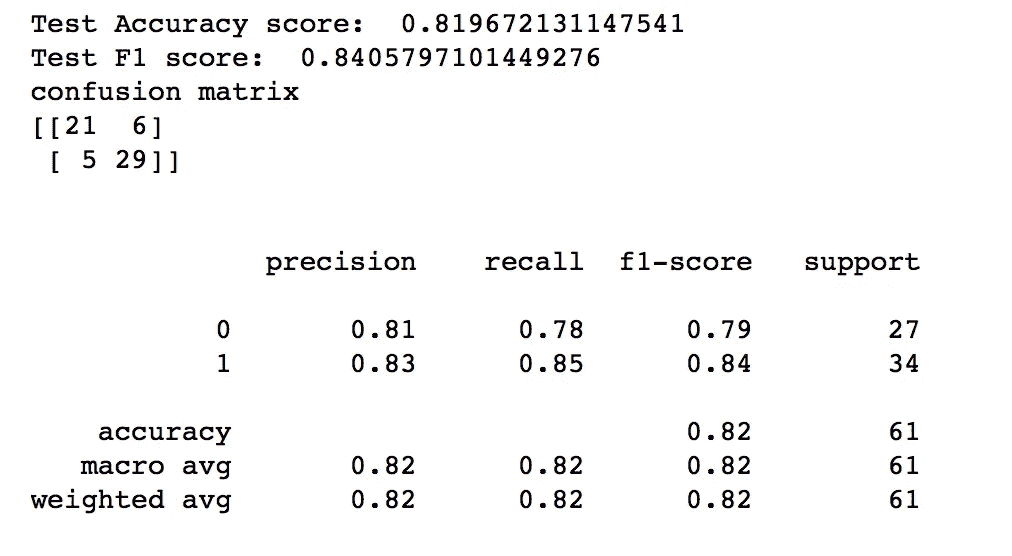 Test Accuracy score:  0.819672131147541
Test F1 score:  0.8405797101449276
confusion matrix
[[21  6]
 [ 5 29]]
              precision    recall  f1-score   support
           0       0.81      0.78      0.79        27
           1       0.83      0.85      0.84        34
    accuracy                           0.82        61
   macro avg       0.82      0.82      0.82        61
weighted avg       0.82      0.82      0.82        61